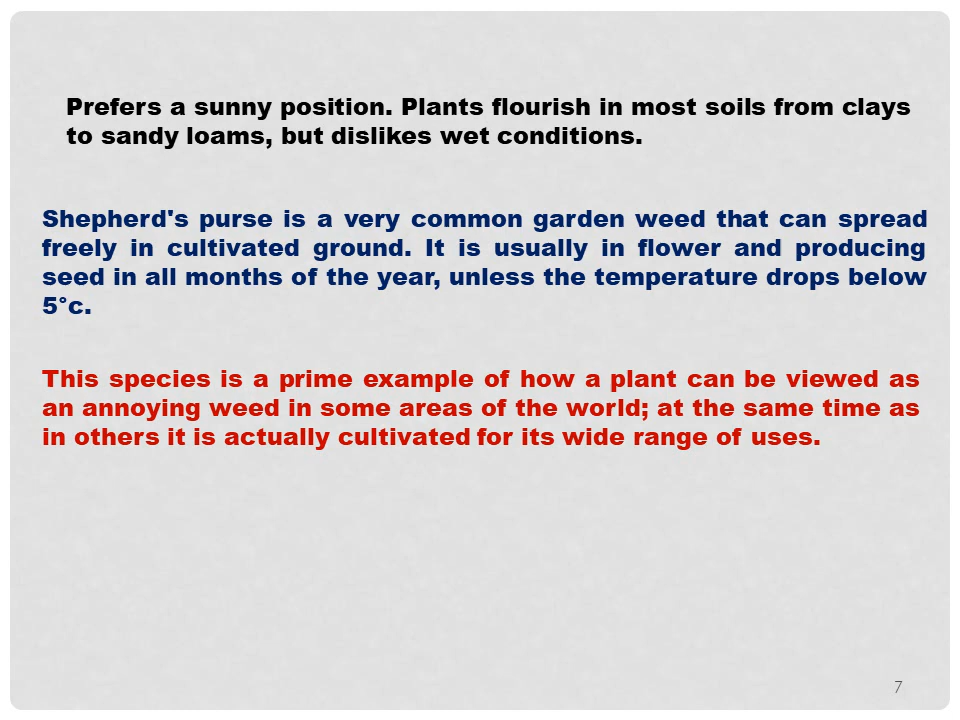 Prefers a sunny position. Plants flourish in most soils from clays
to sandy loams, but dislikes wet conditions.
Shepherd's purse is a very common garden weed that can spread
freely in cultivated ground. It is usually in flower and producing
seed in all months of the year, unless the temperature drops below
5°c.
This species is a prime example of how a plant can be viewed as
an annoying weed in some areas of the world; at the same time as
in others it is actually cultivated for its wide range of uses.
7